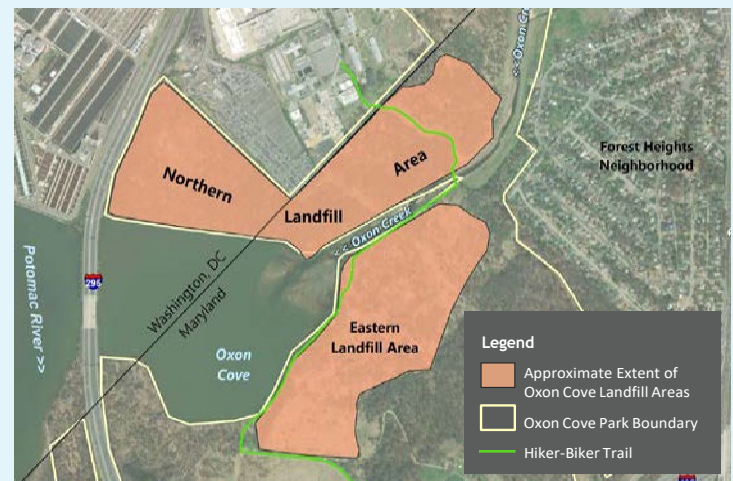 << Oxon Cr
Forest Heights
Neighborhood
Northern
Area
Landfill
<< Oxon Creek
Washington, DC
Maryland
Potomac River >>
295
Oxon
Cove
Eastern
Landfill Area
Legend
Approximate Extent of
Oxon Cove Landfill Areas
Oxon Cove Park Boundary
Hiker-Biker Trail